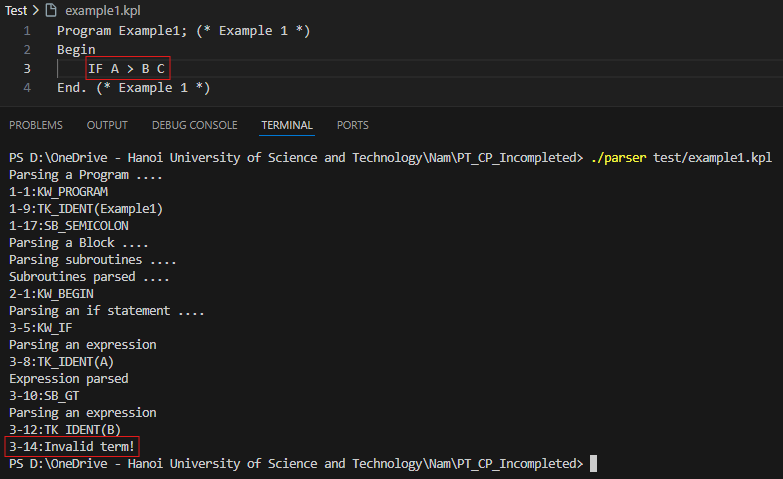 Test > example1.kpl
1 Program Example1; (* Example 1 *)
2 Begin
3 IF A > B C
4 End. (* Example 1 *)
PROBLEMS OUTPUT DEBUG CONSOLE TERMINAL PORTS
PS D:\OneDrive - Hanoi University of Science and Technology\Nam\PT_CP_Incompleted> ./parser test/example1.kpl
Parsing a Program ....
1-1:KW_PROGRAM
1-9:TK_IDENT(Example1)
1-17:SB_SEMICOLON
Parsing a Block ....
Parsing subroutines ....
Subroutines parsed ....
2-1:KW_BEGIN
Parsing an if statement ....
3-5:KW_IF
Parsing an expression
3-8:TK_IDENT(A)
Expression parsed
3-10:SB_GT
Parsing an expression
3-12:TK_IDENT(B)
3-14:Invalid term!
PS D:\OneDrive - Hanoi University of Science and Technology\Nam\PT_CP_Incompleted>